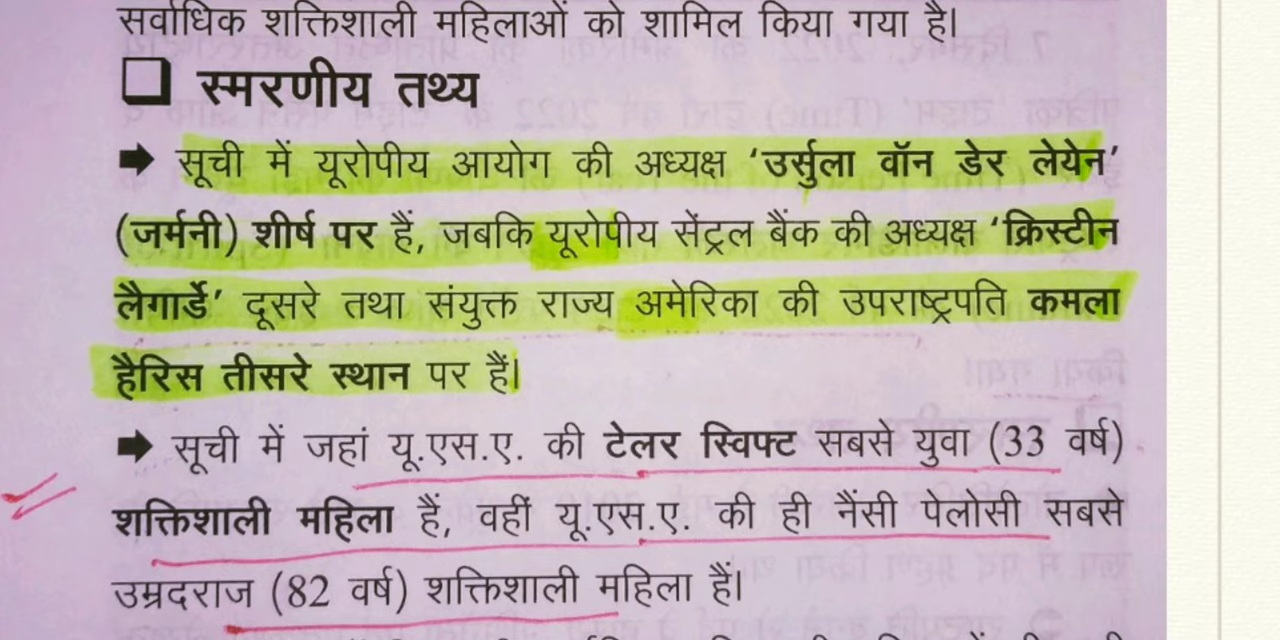 सर्वाधिक शक्तिशाली महिलाओं को शामिल किया गया है।
❑ स्मरणीय तथ्य
➡ सूची में यूरोपीय आयोग की अध्यक्ष ‘उर्सुला वॉन डेर लेयेन’
(जर्मनी) शीर्ष पर हैं, जबकि यूरोपीय सेंट्रल बैंक की अध्यक्ष ‘क्रिस्टीन
लैगार्डे’ दूसरे तथा संयुक्त राज्य अमेरिका की उपराष्ट्रपति कमला
हैरिस तीसरे स्थान पर हैं।
➡ सूची में जहां यू.एस.ए. की टेलर स्विफ्ट सबसे युवा (33 वर्ष)
शक्तिशाली महिला हैं, वहीं यू.एस.ए. की ही नैंसी पेलोसी सबसे
उम्रदराज (82 वर्ष) शक्तिशाली महिला हैं।